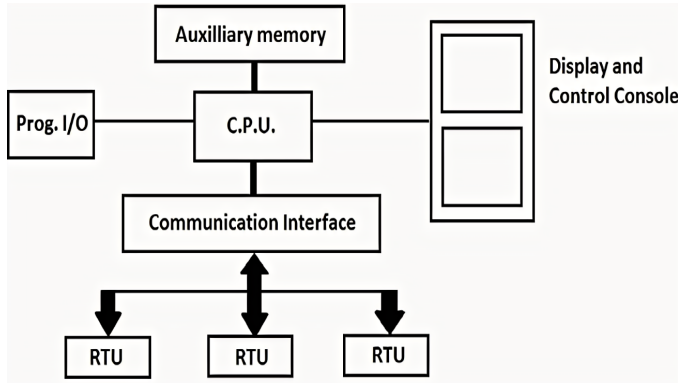 Auxilliary memory
Display and
Control Console
Prog. I/O
C.P.U.
Communication Interface
RTU
RTU
RTU